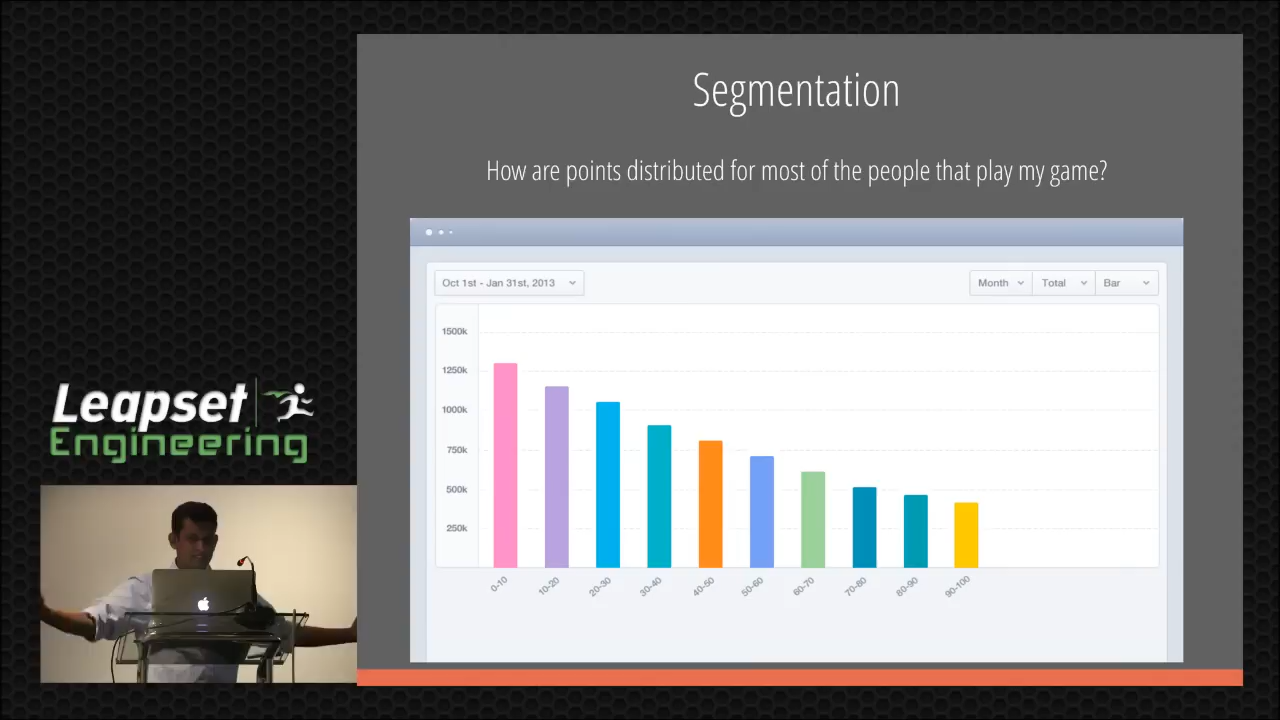 Segmentation
How are points distributed for most of the people that play my game?
Oct 1st - Jan 31st, 2013
Month
Total
Bar
1500k
1250k
1000k
750k
500k
250k
0-10
10-20
20-30
30-40
40-50
50-60
60-70
70-80
80-90
90-100
Leapset
Engineering